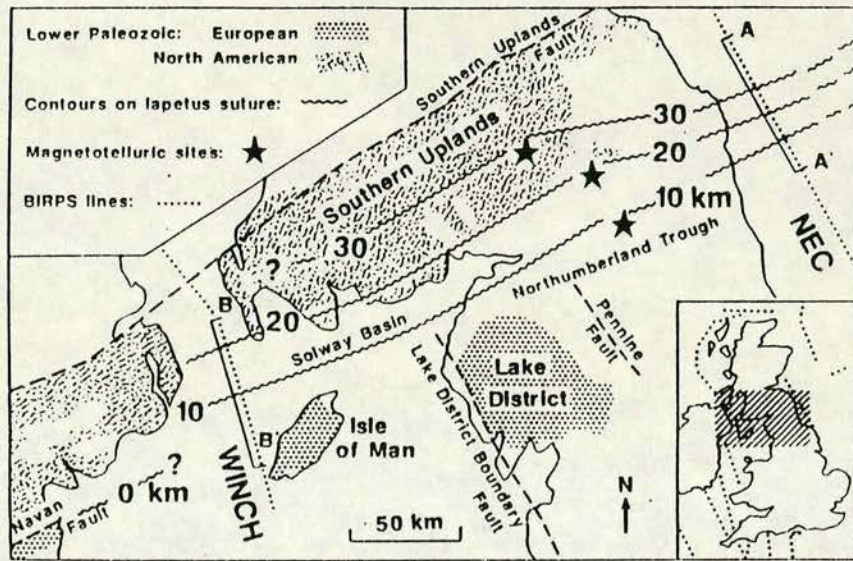 Lower Paleozoic: European
North American
Contours on Iapetus suture:
Magnetotelluric sites:
BIRPS lines:
Southern Uplands
Fault
A
A'
30
20
10 km
NEC
Southern Uplands
?
30
20
10
0 km
?
B
B'
WINCH
Solway Basin
Northumberland Trough
Pennine
Fault
Lake
District
Lake District Boundary
Fault
Isle
of Man
Navan
Fault
50 km
N